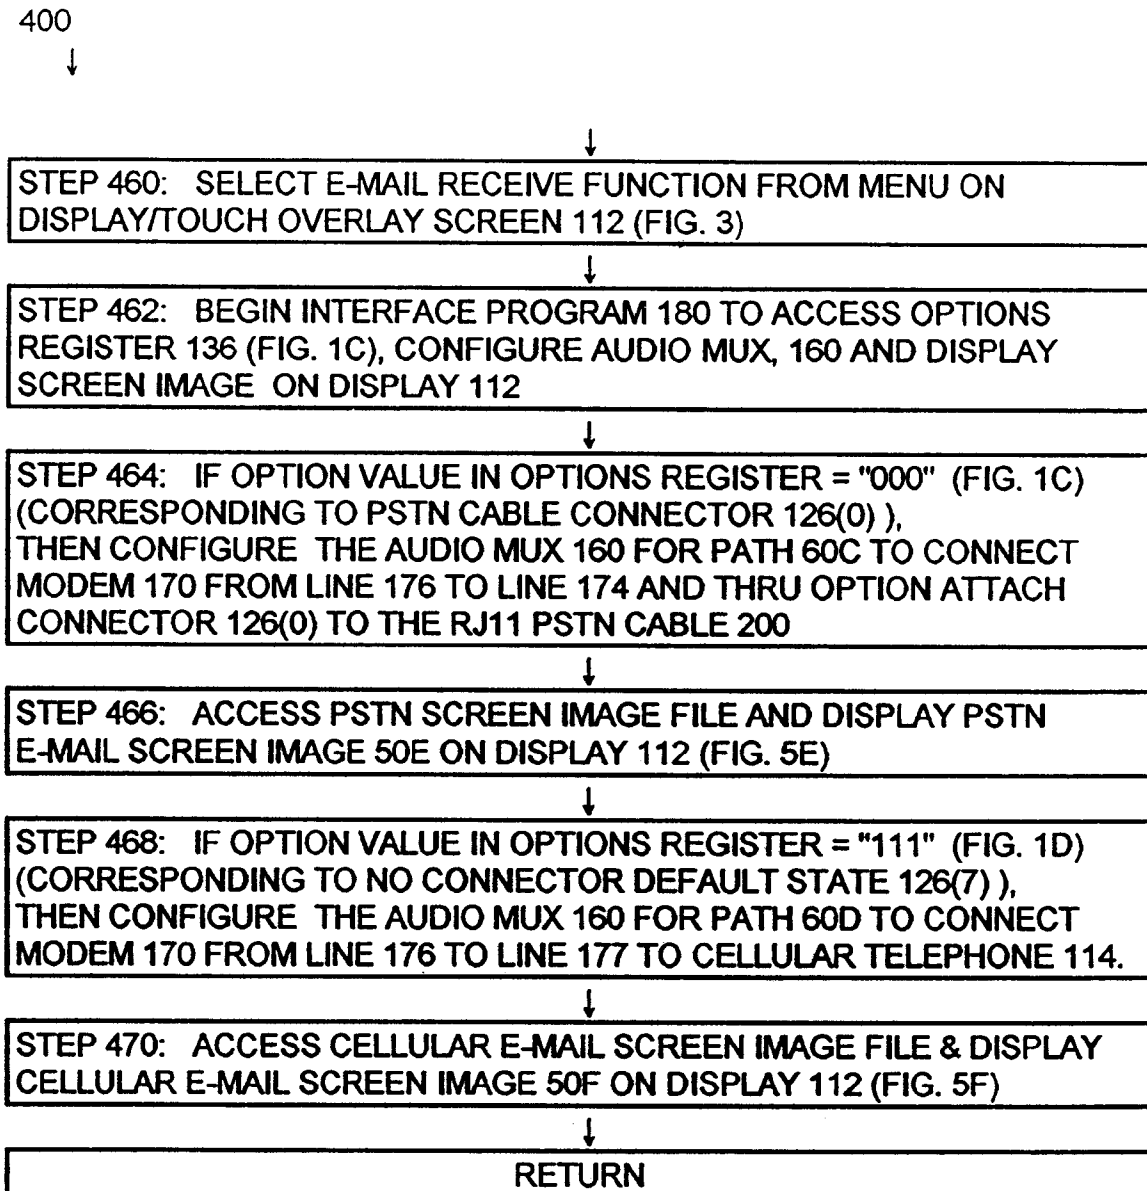 400
STEP 460: SELECT E-MAIL RECEIVE FUNCTION FROM MENU ON
DISPLAY/TOUCH OVERLAY SCREEN 112 (FIG. 3)
STEP 462: BEGIN INTERFACE PROGRAM 180 TO ACCESS OPTIONS
REGISTER 136 (FIG. 1C), CONFIGURE AUDIO MUX, 160 AND DISPLAY
SCREEN IMAGE ON DISPLAY 112
STEP 464: IF OPTION VALUE IN OPTIONS REGISTER = "000" (FIG. 1C)
(CORRESPONDING TO PSTN CABLE CONNECTOR 126(0) ),
THEN CONFIGURE THE AUDIO MUX 160 FOR PATH 60C TO CONNECT
MODEM 170 FROM LINE 176 TO LINE 174 AND THRU OPTION ATTACH
CONNECTOR 126(0) TO THE RJ11 PSTN CABLE 200
STEP 466: ACCESS PSTN SCREEN IMAGE FILE AND DISPLAY PSTN
E-MAIL SCREEN IMAGE 50E ON DISPLAY 112 (FIG. 5E)
STEP 468: IF OPTION VALUE IN OPTIONS REGISTER = "111" (FIG. 1D)
(CORRESPONDING TO NO CONNECTOR DEFAULT STATE 126(7) ),
THEN CONFIGURE THE AUDIO MUX 160 FOR PATH 60D TO CONNECT
MODEM 170 FROM LINE 176 TO LINE 177 TO CELLULAR TELEPHONE 114.
STEP 470: ACCESS CELLULAR E-MAIL SCREEN IMAGE FILE & DISPLAY
CELLULAR E-MAIL SCREEN IMAGE 50F ON DISPLAY 112 (FIG. 5F)
RETURN